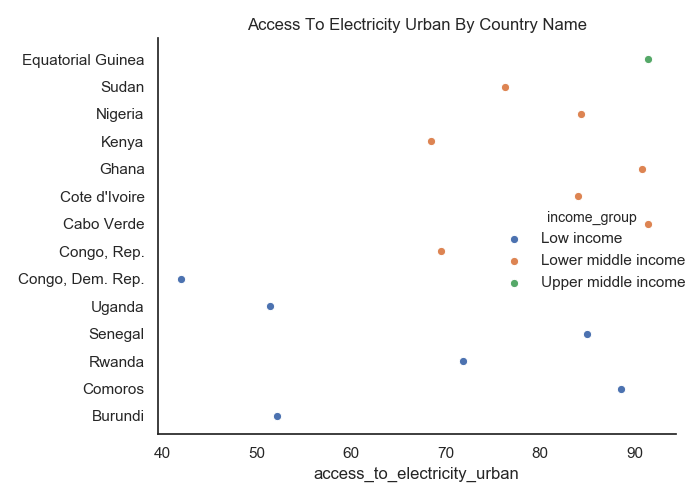 Access To Electricity Urban By Country Name
Equatorial Guinea
Sudan
Nigeria
Kenya
Ghana
Cote d'Ivoire
Cabo Verde
Congo, Rep.
Congo, Dem. Rep.
Uganda
Senegal
Rwanda
Comoros
Burundi
income_group
Low income
Lower middle income
Upper middle income
40 50 60 70 80 90
access_to_electricity_urban